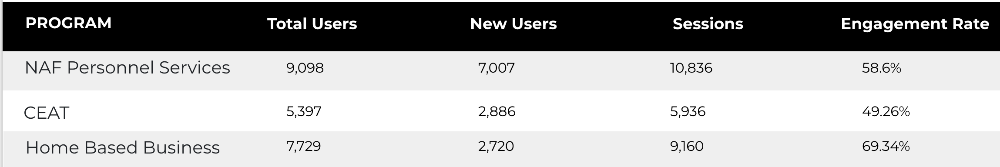 PROGRAM Total Users New Users Sessions Engagement Rate
NAF Personnel Services 9,098 7,007 10,836 58.6%
CEAT 5,397 2,886 5,936 49.26%
Home Based Business 7,729 2,720 9,160 69.34%